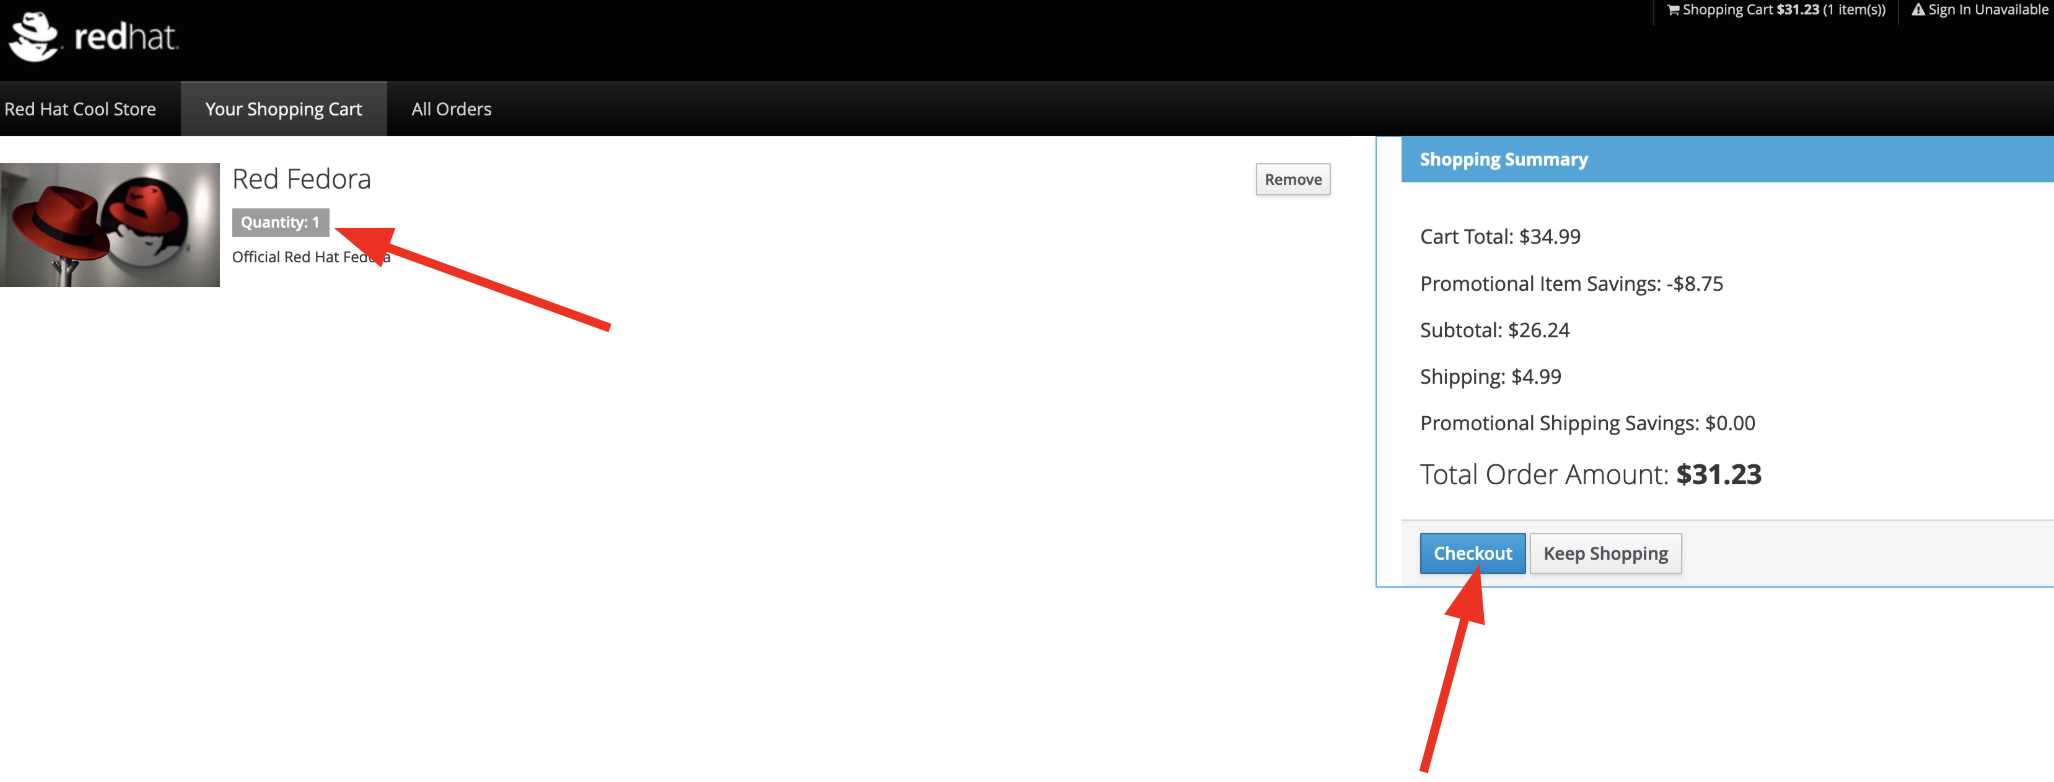 redhat.
Shopping Cart $31.23 (1 item(s))
Sign In Unavailable
Red Hat Cool Store
Your Shopping Cart
All Orders
Red Fedora
Remove
Quantity: 1
Official Red Hat Fedora
Shopping Summary
Cart Total: $34.99
Promotional Item Savings: -$8.75
Subtotal: $26.24
Shipping: $4.99
Promotional Shipping Savings: $0.00
Total Order Amount: $31.23
Checkout
Keep Shopping